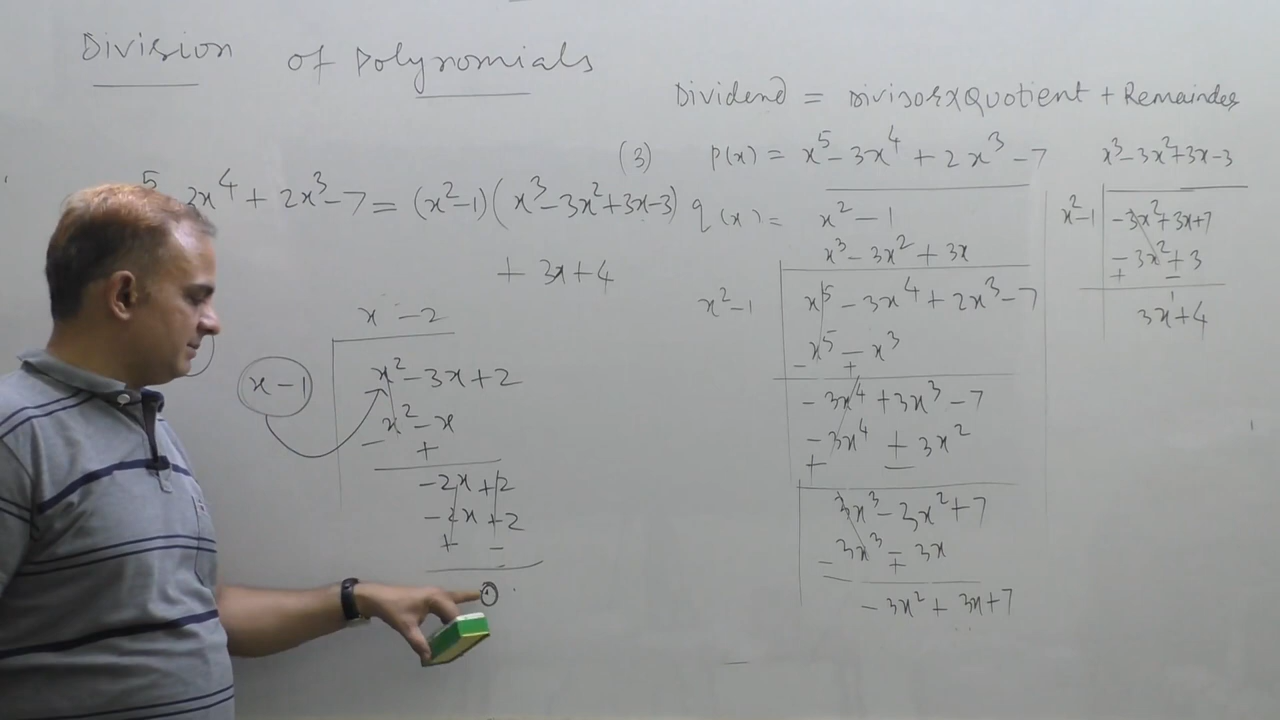 Division of Polynomials
Dividend = Divisor×Quotient + Remainder
(3) p(x) = x⁵ - 3x⁴ + 2x³ - 7
q(x) = x² - 1
⁵ 3x⁴ + 2x³ - 7 = (x²-1)(x³-3x²+3x-3)
+ 3x+4
x - 2
x - 1 x² - 3x + 2
- x² - x
+
-2x + 2
-2x + 2
+ -
0
x³ - 3x² + 3x
x² - 1 x⁵ - 3x⁴ + 2x³ - 7
x⁵ - x³
- +
- 3x⁴ + 3x³ - 7
- 3x⁴ + 3x²
+ -
3x³ - 3x² + 7
- 3x³ - 3x
+
- 3x² + 3x + 7
x³ - 3x² + 3x - 3
x² - 1 - 3x² + 3x + 7
- 3x² + 3
+ -
3x + 4